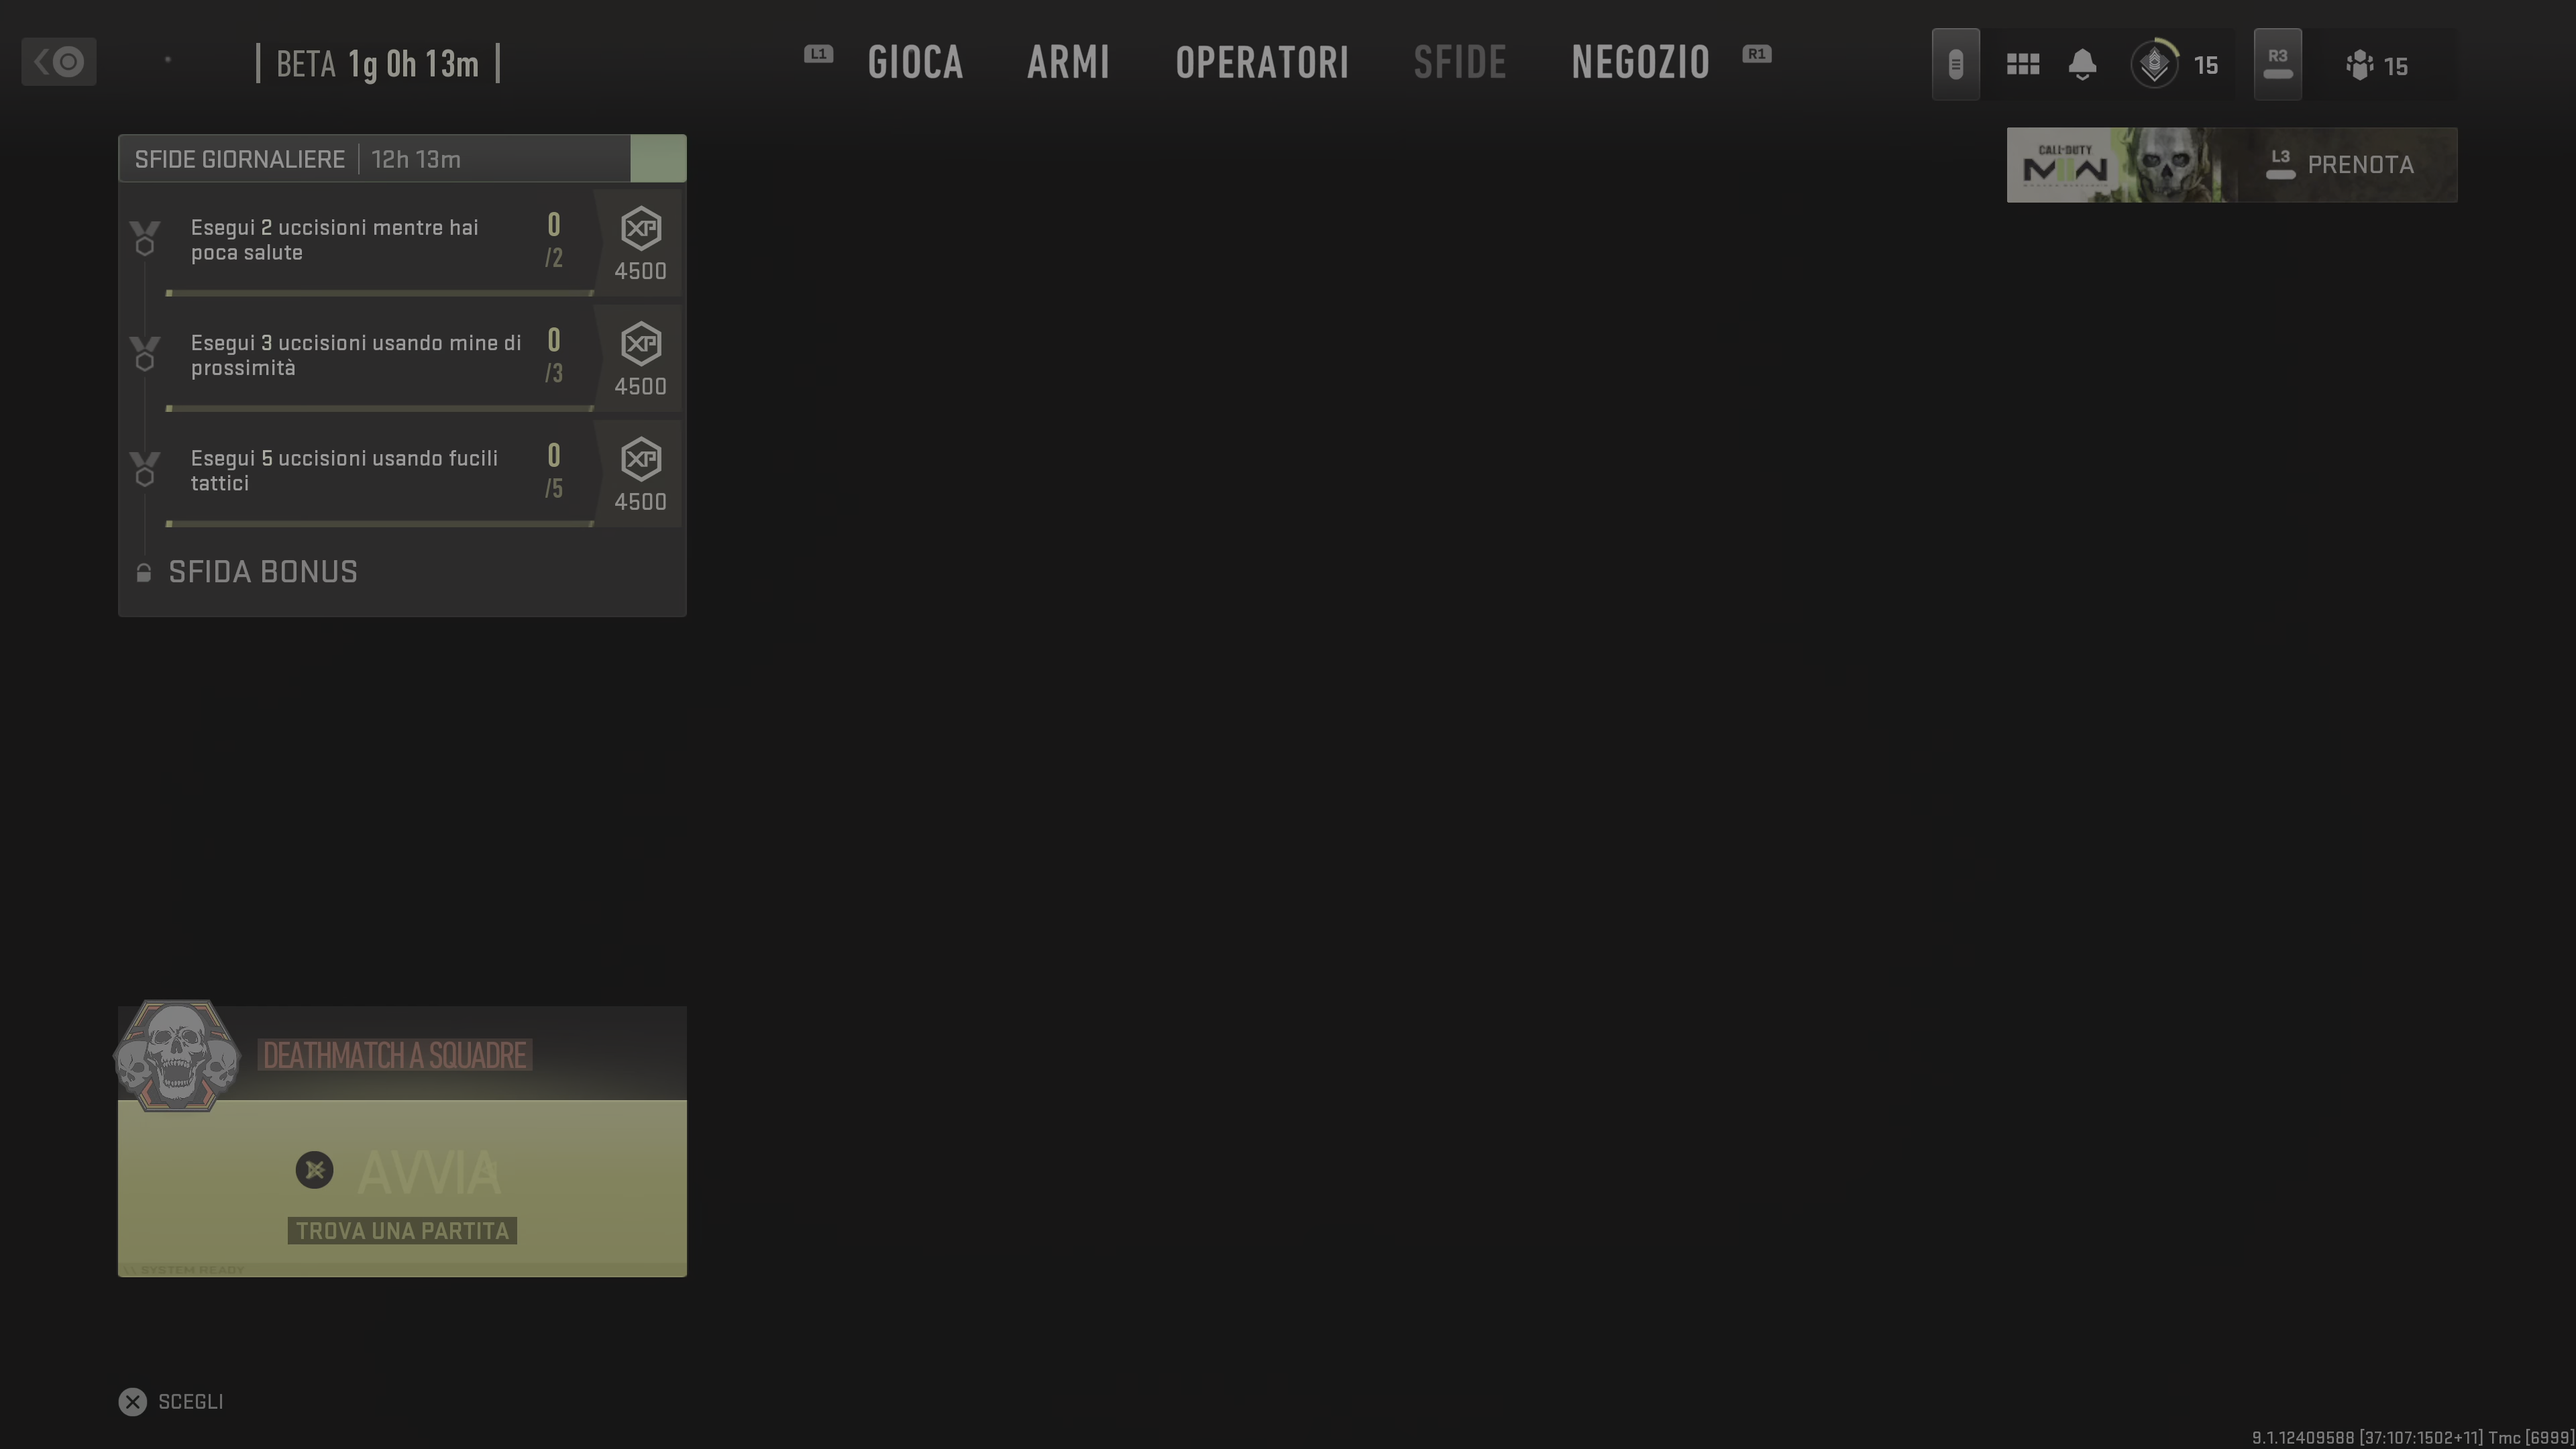 BETA 1g 0h 13m
L1 GIOCA ARMI OPERATORI SFIDE NEGOZIO R1
15 R3 15
SFIDE GIORNALIERE 12h 13m
CALL OF DUTY
MWII
L3 PRENOTA
Esegui 2 uccisioni mentre hai
poca salute
0
/2
XP
4500
Esegui 3 uccisioni usando mine di
prossimità
0
/3
XP
4500
Esegui 5 uccisioni usando fucili
tattici
0
/5
XP
4500
SFIDA BONUS
DEATHMATCH A SQUADRE
AVVIA
TROVA UNA PARTITA
\\ SYSTEM READY
SCEGLI
9.1.12409588 [37:107:1502+11] Tmc [6999]